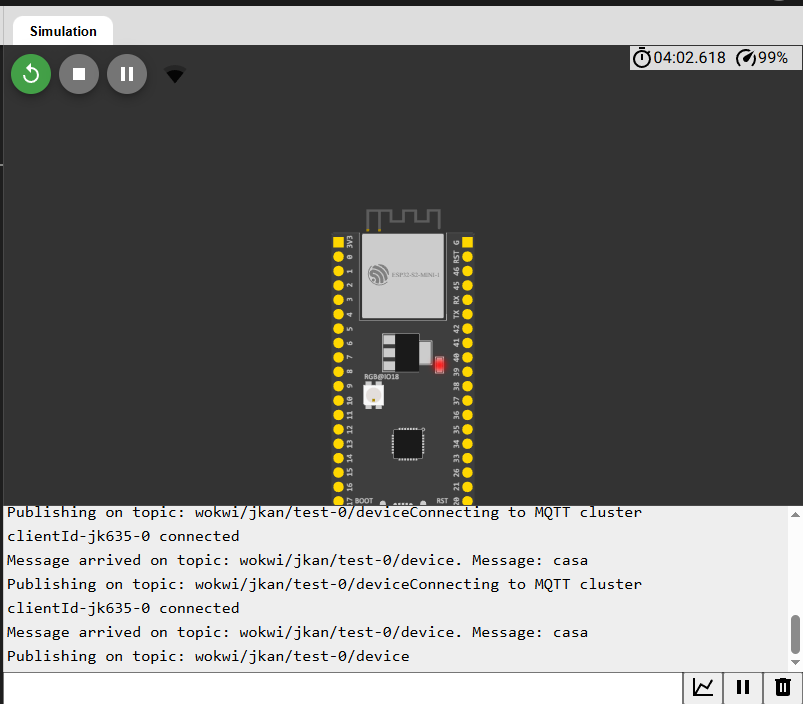 Simulation
04:02.618 99%
3V3 G
0 RST
1 46
2 45
3 RX
4 TX
5 42
6 41
7 40
8 39
9 38
10 37
11 36
12 35
13 34
14 33
15 26
16 21
17 20
ESP32-S2-MINI-1
RGB@IO18
BOOT RST
Publishing on topic: wokwi/jkan/test-0/deviceConnecting to MQTT cluster
clientId-jk635-0 connected
Message arrived on topic: wokwi/jkan/test-0/device. Message: casa
Publishing on topic: wokwi/jkan/test-0/deviceConnecting to MQTT cluster
clientId-jk635-0 connected
Message arrived on topic: wokwi/jkan/test-0/device. Message: casa
Publishing on topic: wokwi/jkan/test-0/device